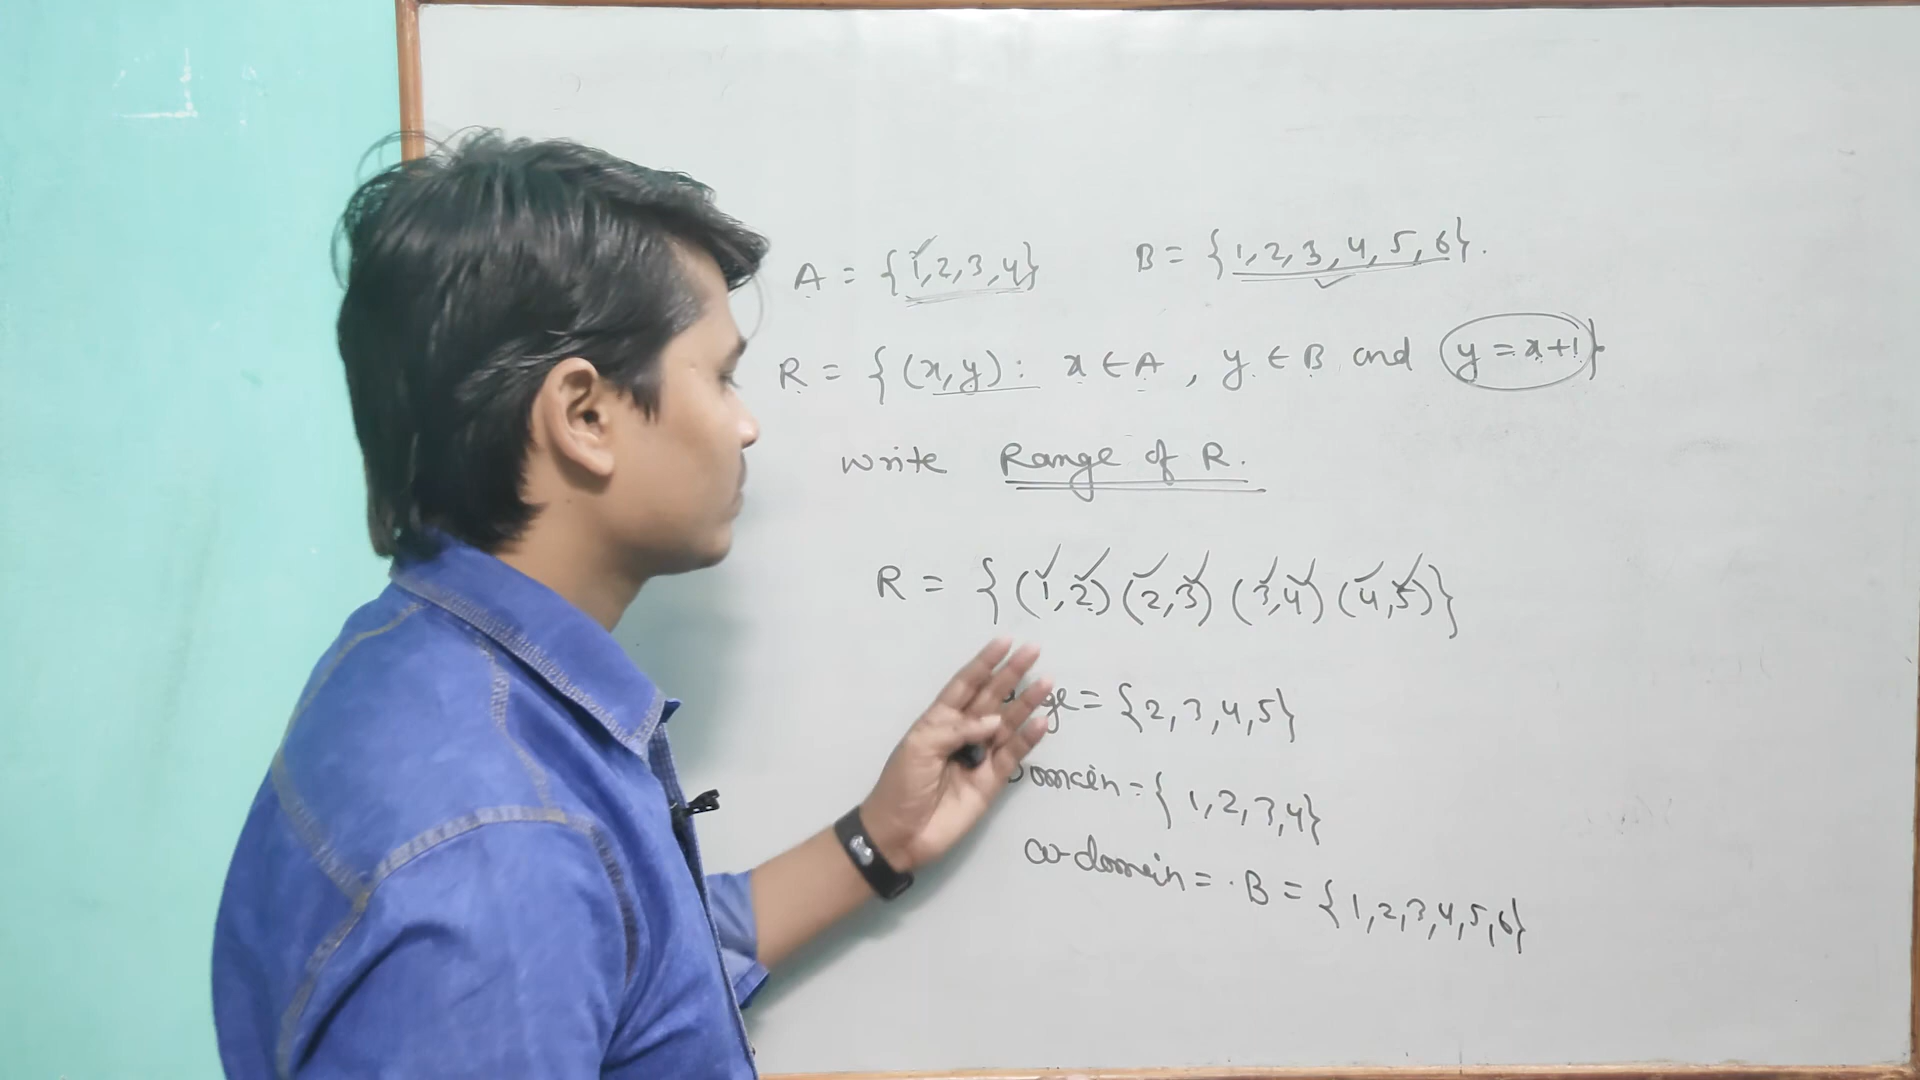 A = {1,2,3,4} B = {1,2,3,4,5,6}.
R = {(x,y): x ∈ A, y ∈ B and y = x+1}
Write Range of R.
R = {(1,2) (2,3) (3,4) (4,5)}
ge = {2,3,4,5}
omain = {1,2,3,4}
co-domain = B = {1,2,3,4,5,6}